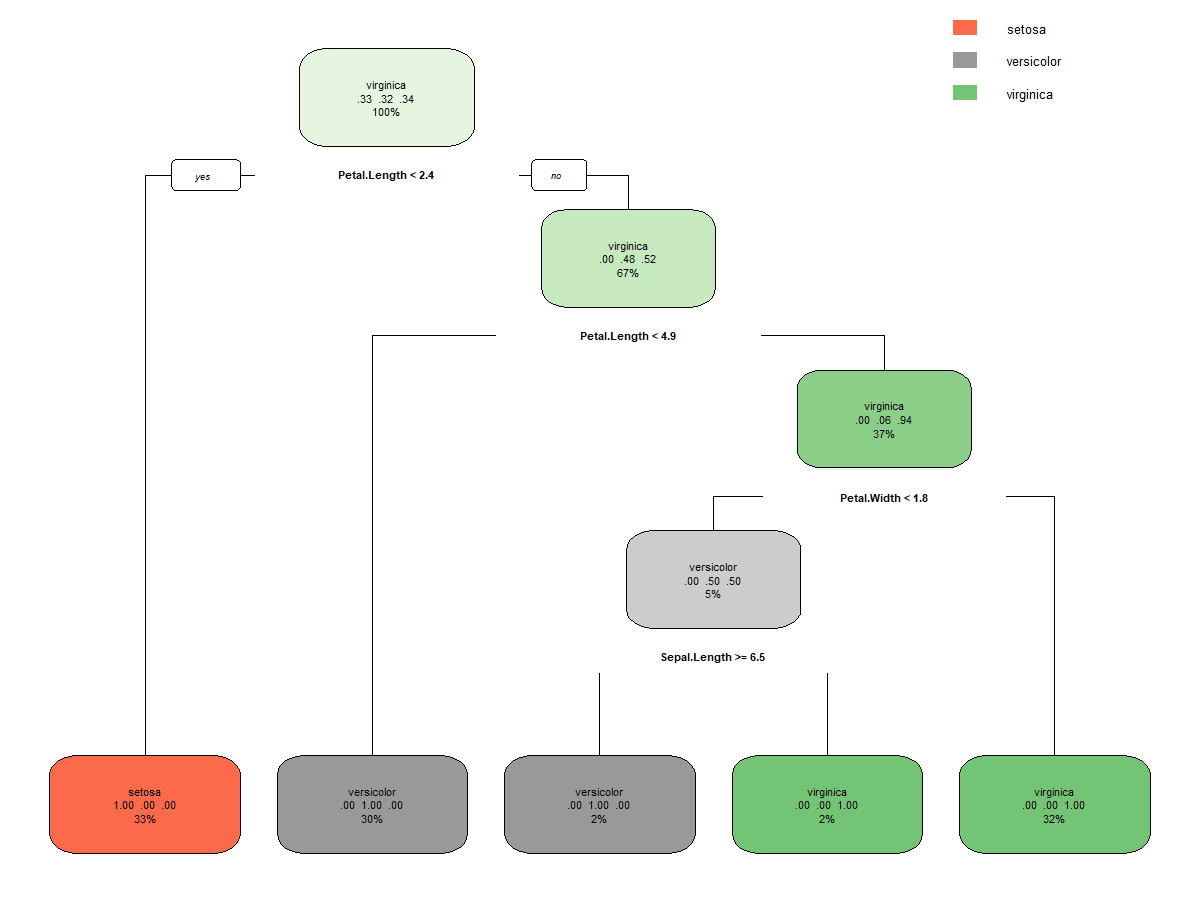 setosa
versicolor
virginica
virginica
.33 .32 .34
100%
yes
Petal.Length < 2.4
no
virginica
.00 .48 .52
67%
Petal.Length < 4.9
virginica
.00 .06 .94
37%
Petal.Width < 1.8
versicolor
.00 .50 .50
5%
Sepal.Length >= 6.5
setosa
1.00 .00 .00
33%
versicolor
.00 1.00 .00
30%
versicolor
.00 1.00 .00
2%
virginica
.00 .00 1.00
2%
virginica
.00 .00 1.00
32%